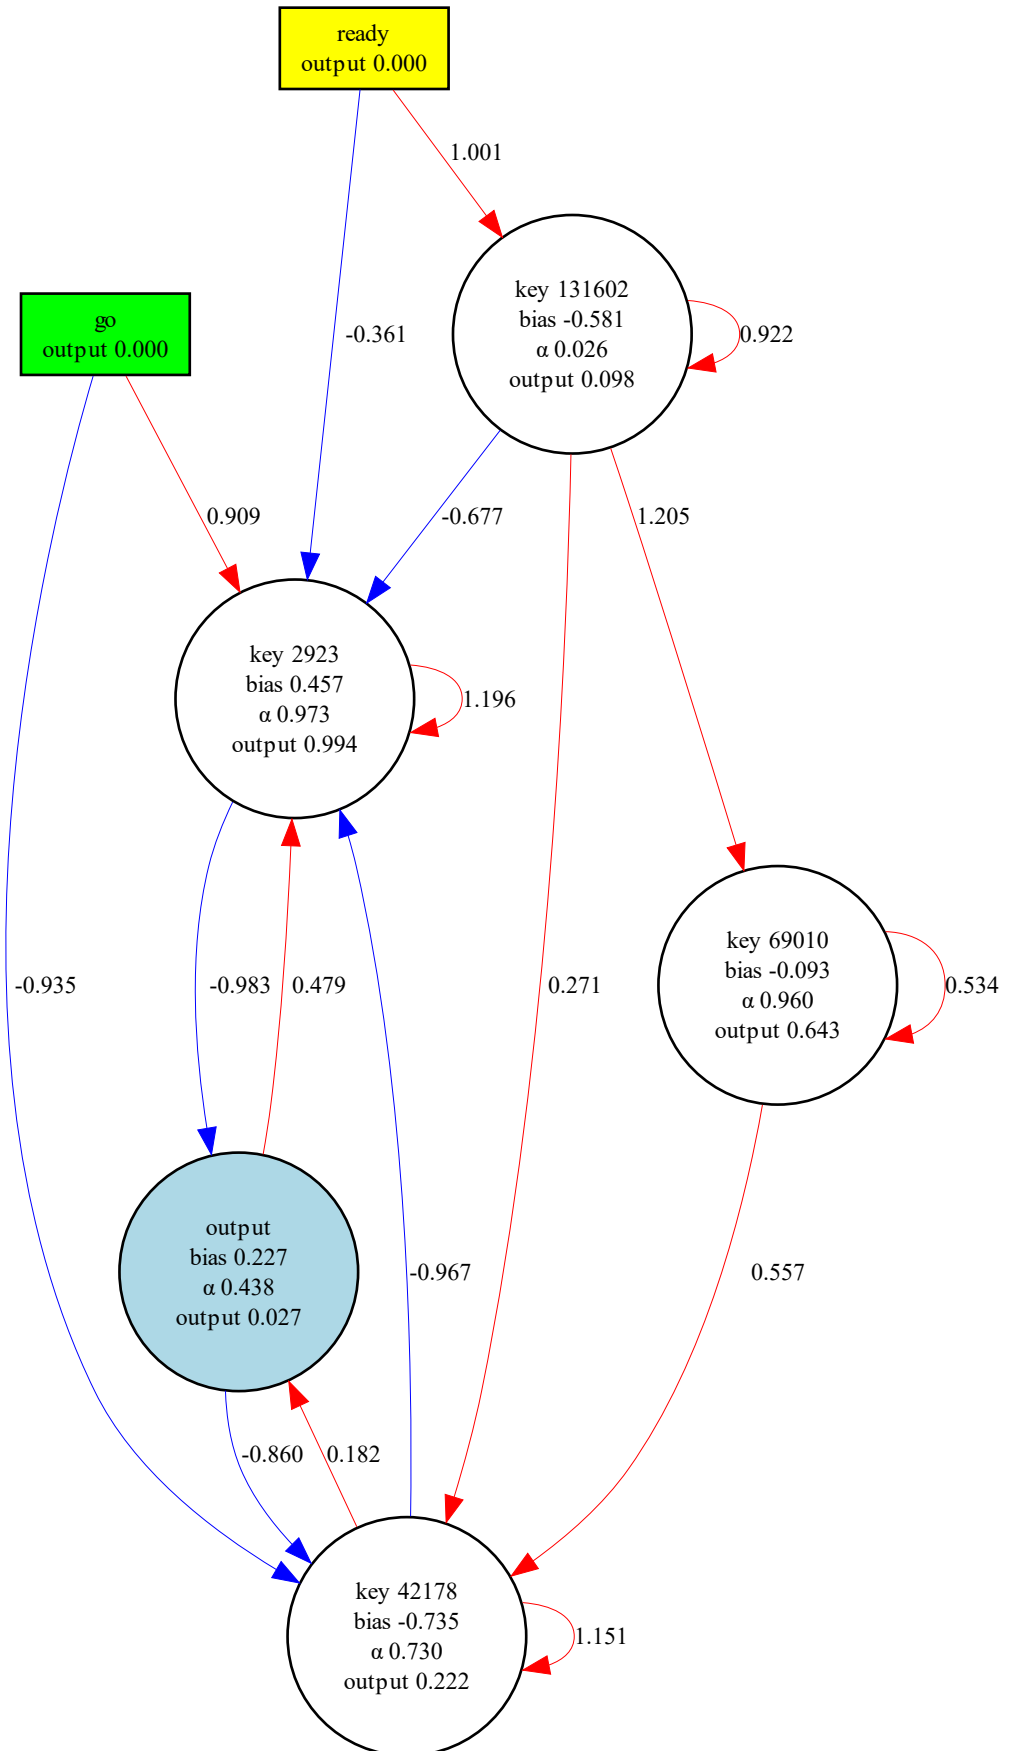 ready
output 0.000
1.001
key 131602
bias -0.581
α 0.026
output 0.098
0.922
go
output 0.000
-0.361
0.909
-0.677
1.205
key 2923
bias 0.457
α 0.973
output 0.994
1.196
key 69010
bias -0.093
α 0.960
output 0.643
0.534
-0.935
-0.983
0.479
0.271
output
bias 0.227
α 0.438
output 0.027
-0.967
0.557
-0.860
0.182
key 42178
bias -0.735
α 0.730
output 0.222
1.151